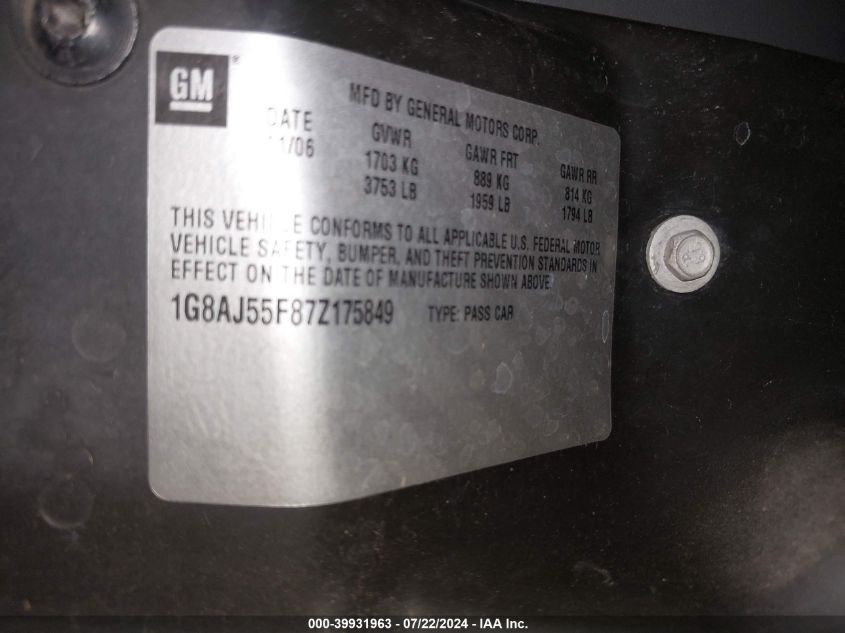 GM®
MFD BY GENERAL MOTORS CORP.
DATE GVWR GAWR FRT GAWR RR
1/06 1703 KG 889 KG 814 KG
3753 LB 1959 LB 1794 LB
THIS VEHICLE CONFORMS TO ALL APPLICABLE U.S. FEDERAL MOTOR
VEHICLE SAFETY, BUMPER, AND THEFT PREVENTION STANDARDS IN
EFFECT ON THE DATE OF MANUFACTURE SHOWN ABOVE.
1G8AJ55F87Z175849 TYPE: PASS CAR
000-39931963 - 07/22/2024 - IAA Inc.